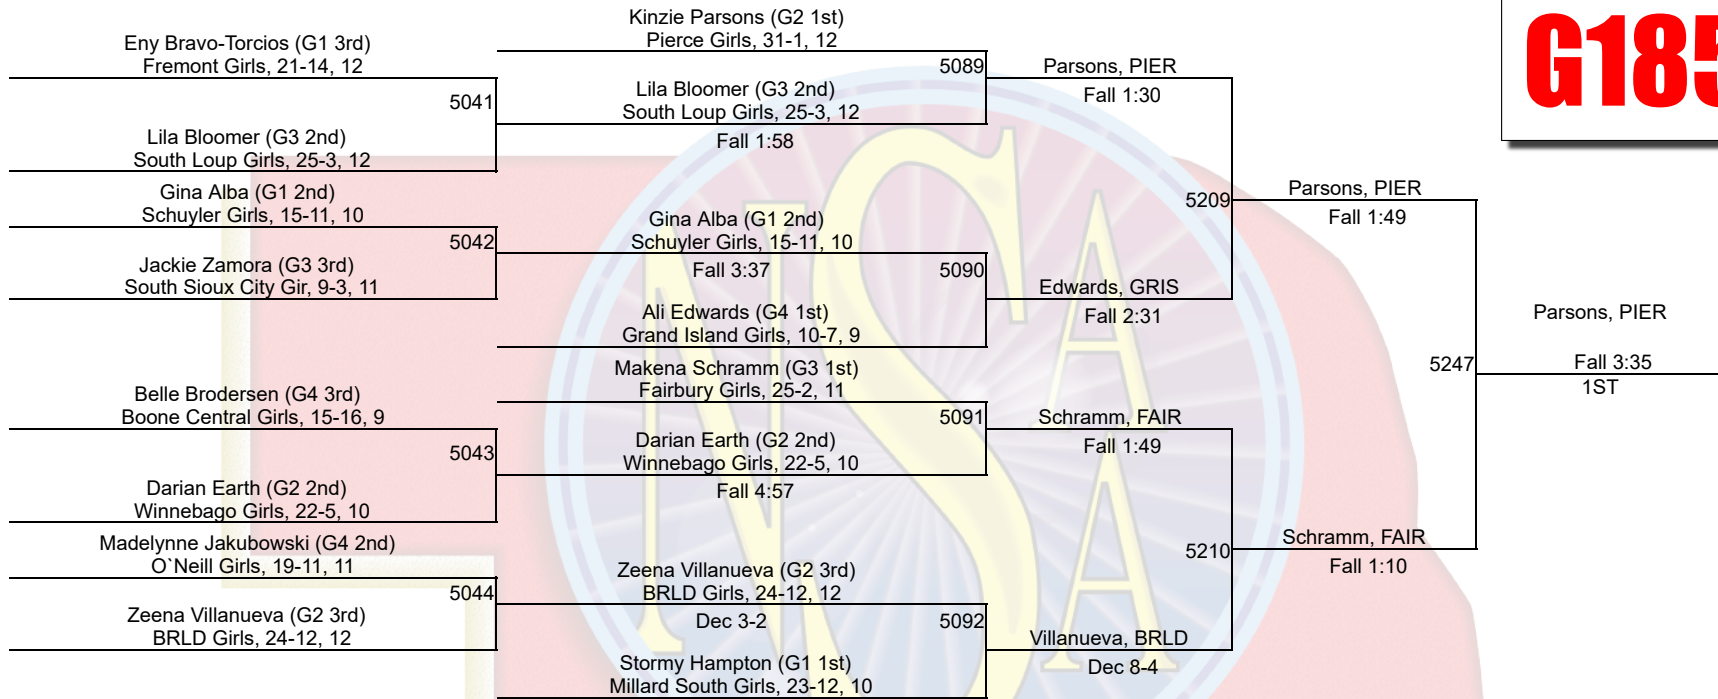 Eny Bravo-Torcios (G1 3rd)
Fremont Girls, 21-14, 12
5041
Lila Bloomer (G3 2nd)
South Loup Girls, 25-3, 12
Gina Alba (G1 2nd)
Schuyler Girls, 15-11, 10
5042
Jackie Zamora (G3 3rd)
South Sioux City Gir, 9-3, 11
Belle Brodersen (G4 3rd)
Boone Central Girls, 15-16, 9
5043
Darian Earth (G2 2nd)
Winnebago Girls, 22-5, 10
Madelynne Jakubowski (G4 2nd)
O`Neill Girls, 19-11, 11
5044
Zeena Villanueva (G2 3rd)
BRLD Girls, 24-12, 12
Kinzie Parsons (G2 1st)
Pierce Girls, 31-1, 12
5089
Lila Bloomer (G3 2nd)
South Loup Girls, 25-3, 12
Fall 1:58
Gina Alba (G1 2nd)
Schuyler Girls, 15-11, 10
Fall 3:37
5090
Ali Edwards (G4 1st)
Grand Island Girls, 10-7, 9
Makena Schramm (G3 1st)
Fairbury Girls, 25-2, 11
5091
Darian Earth (G2 2nd)
Winnebago Girls, 22-5, 10
Fall 4:57
Zeena Villanueva (G2 3rd)
BRLD Girls, 24-12, 12
Dec 3-2
5092
Stormy Hampton (G1 1st)
Millard South Girls, 23-12, 10
Parsons, PIER
Fall 1:30
5209
Edwards, GRIS
Fall 2:31
Schramm, FAIR
Fall 1:49
5210
Villanueva, BRLD
Dec 8-4
Parsons, PIER
Fall 1:49
5247
Schramm, FAIR
Fall 1:10
Parsons, PIER
Fall 3:35
1ST
G185
NSAA